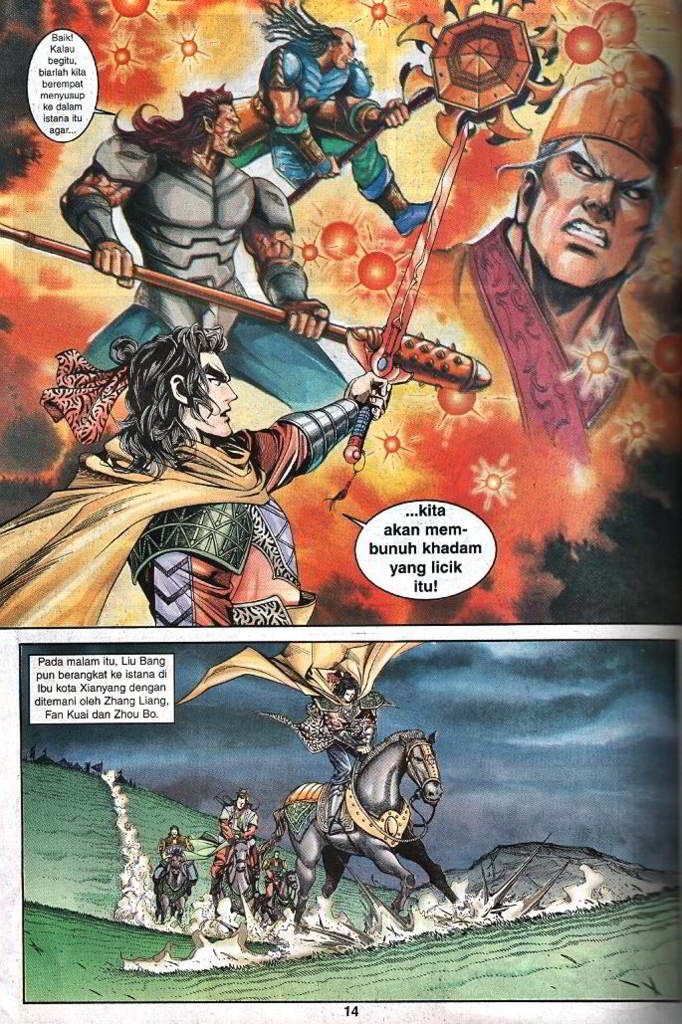 Baik!
Kalau
begitu,
biarlah kita
berempat
menyusup
ke dalam
istana itu
agar...
...kita
akan mem-
bunuh khadam
yang licik
itu!
Pada malam itu, Liu Bang
pun berangkat ke istana di
Ibu kota Xianyang dengan
ditemani oleh Zhang Liang,
Fan Kuai dan Zhou Bo.
14